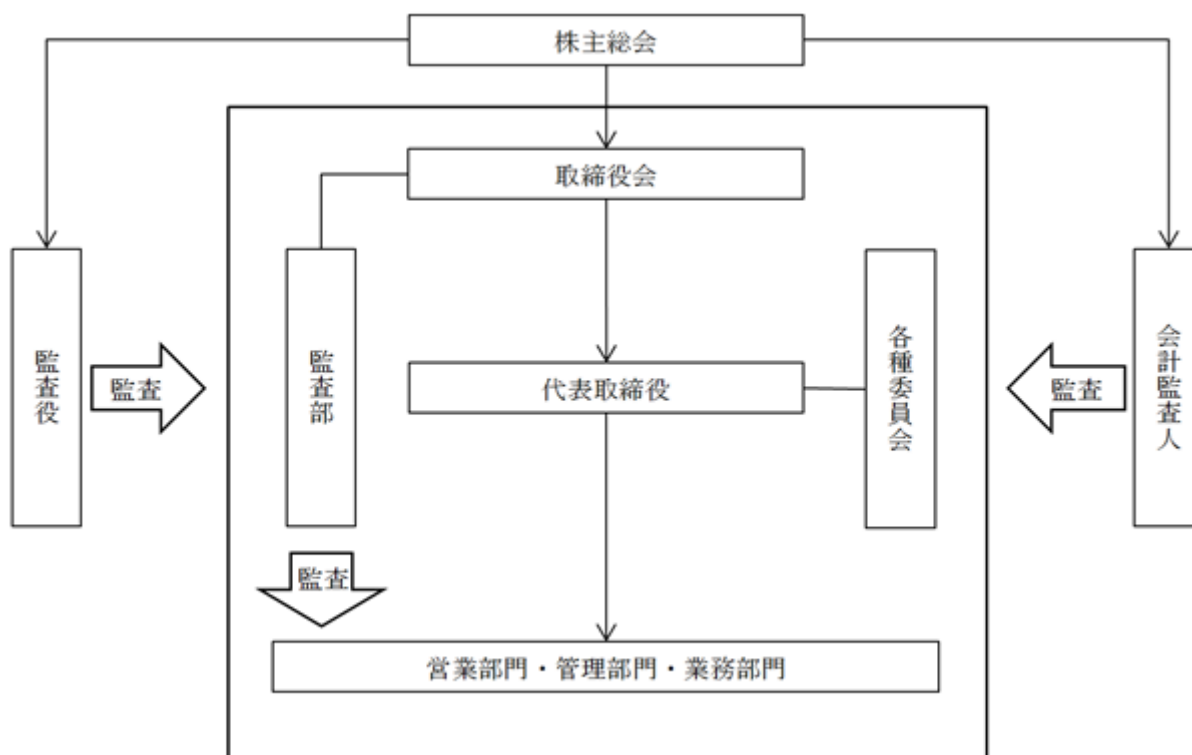 株主総会
取締役会
監査役
監査
監査部
代表取締役
各種委員会
監査
会計監査人
監査
営業部門・管理部門・業務部門